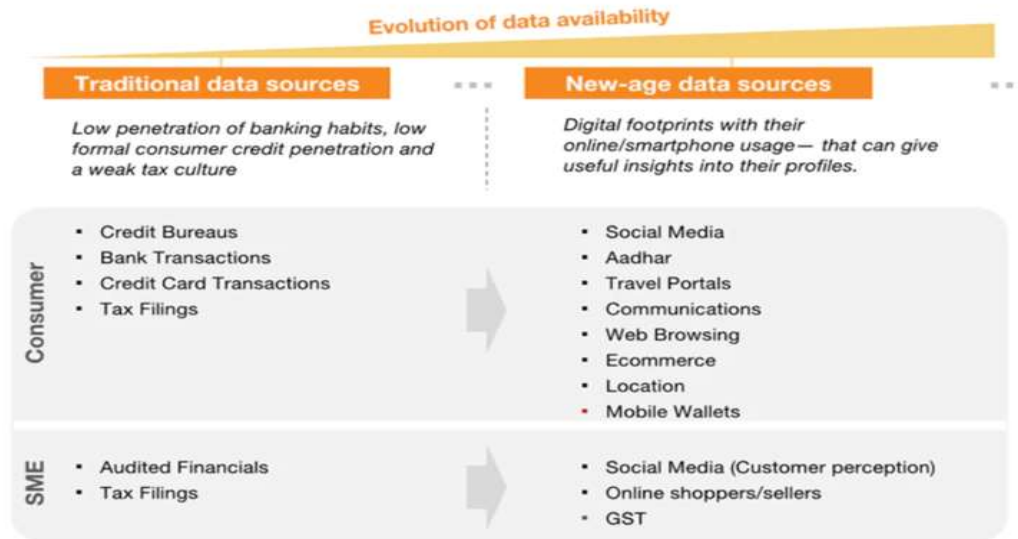 Evolution of data availability
Traditional data sources
New-age data sources
Low penetration of banking habits, low
formal consumer credit penetration and
a weak tax culture
Digital footprints with their
online/smartphone usage— that can give
useful insights into their profiles.
Consumer
▪ Credit Bureaus
▪ Bank Transactions
▪ Credit Card Transactions
▪ Tax Filings
▪ Social Media
▪ Aadhar
▪ Travel Portals
▪ Communications
▪ Web Browsing
▪ Ecommerce
▪ Location
▪ Mobile Wallets
SME
▪ Audited Financials
▪ Tax Filings
▪ Social Media (Customer perception)
▪ Online shoppers/sellers
▪ GST